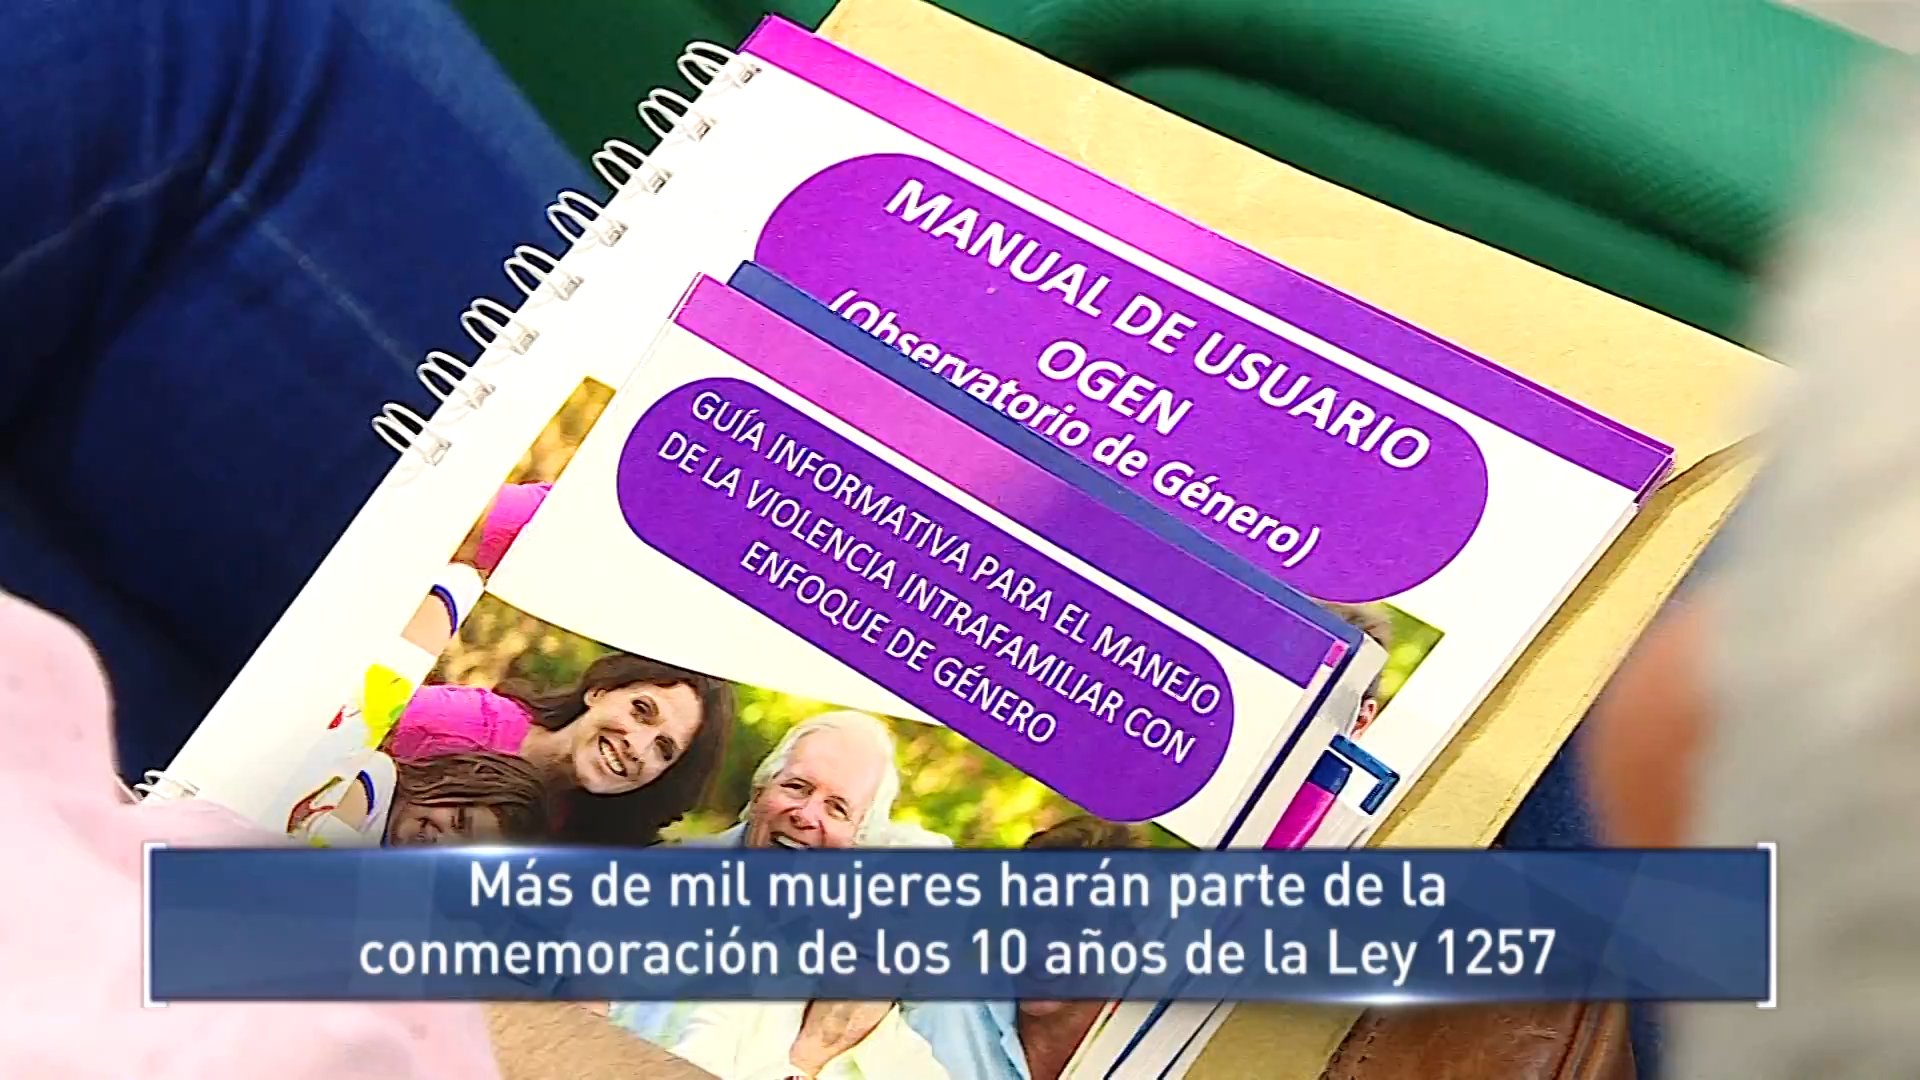 MANUAL DE USUARIO
OGEN
(Observatorio de Género)
GUÍA INFORMATIVA PARA EL MANEJO
DE LA VIOLENCIA INTRAFAMILIAR CON
ENFOQUE DE GÉNERO
Más de mil mujeres harán parte de la
conmemoración de los 10 años de la Ley 1257